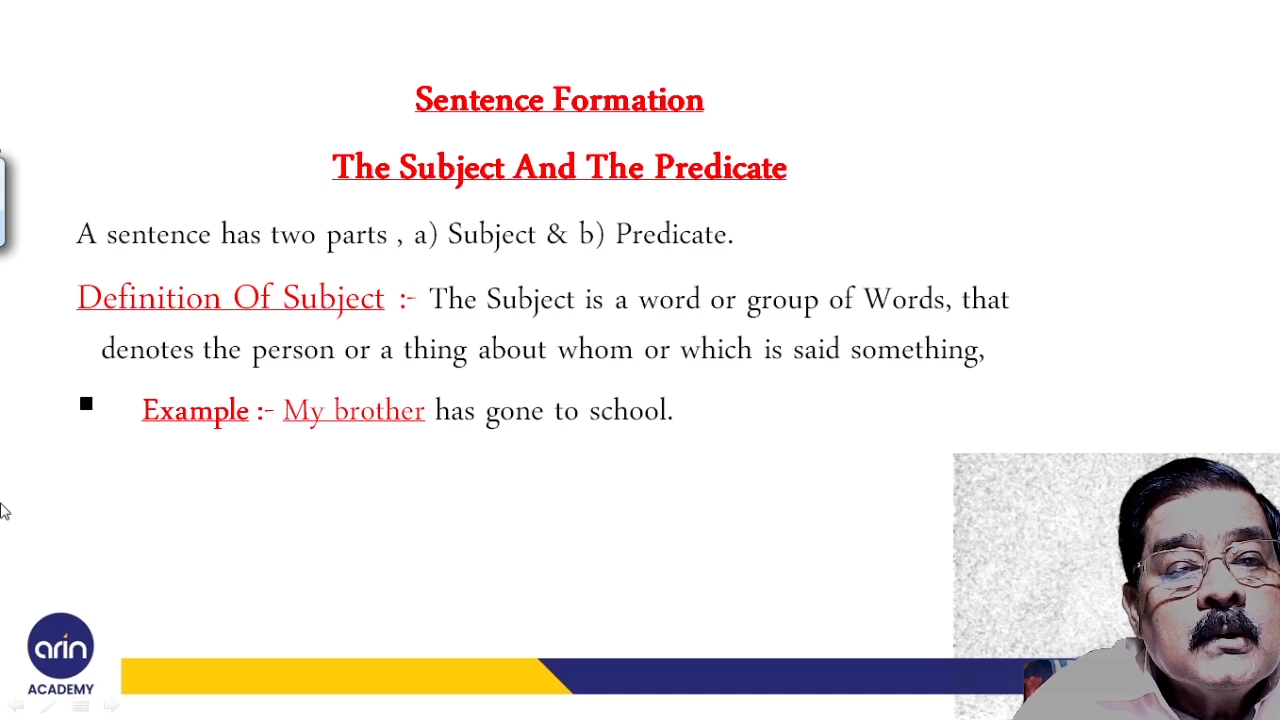 Sentence Formation
The Subject And The Predicate
A sentence has two parts , a) Subject & b) Predicate.
Definition Of Subject :- The Subject is a word or group of Words, that
denotes the person or a thing about whom or which is said something,
Example :- My brother has gone to school.
arin
ACADEMY